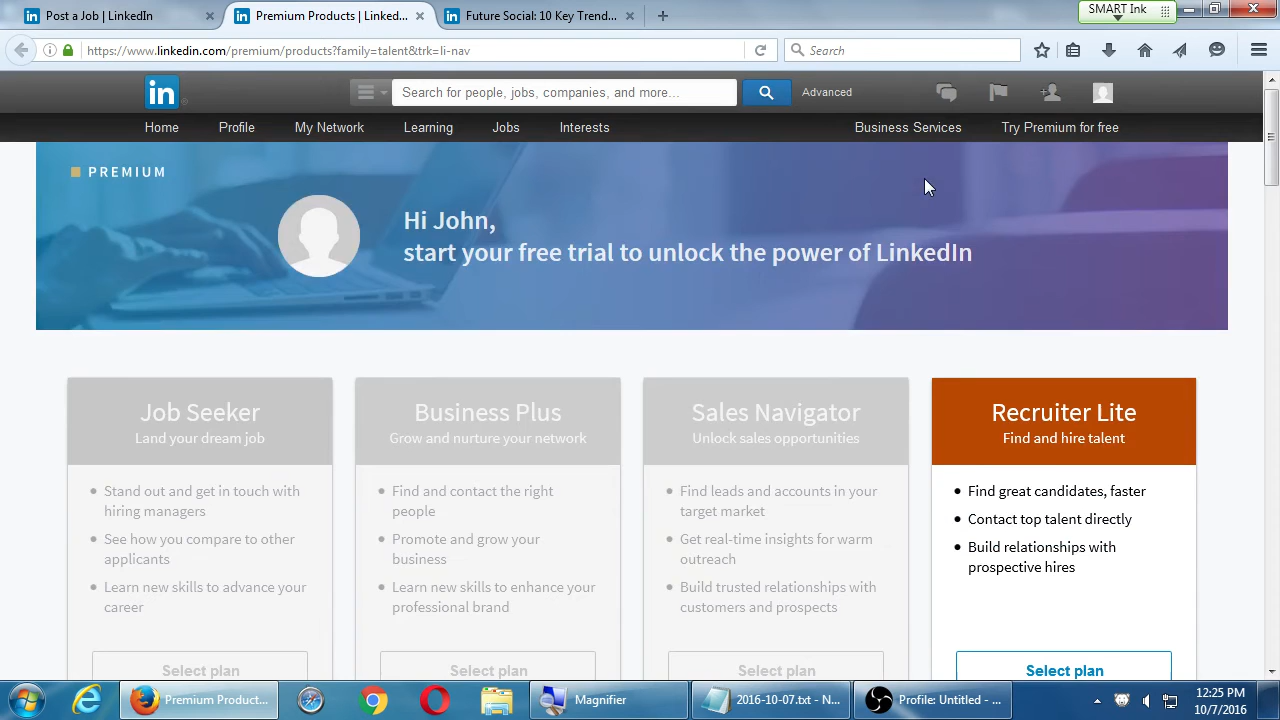 Post a Job | LinkedIn
Premium Products | Linked...
Future Social: 10 Key Trend...
SMART Ink
https://www.linkedin.com/premium/products?family=talent&trk=li-nav
Search
in
Search for people, jobs, companies, and more...
Advanced
Home
Profile
My Network
Learning
Jobs
Interests
Business Services
Try Premium for free
PREMIUM
Hi John,
start your free trial to unlock the power of LinkedIn
Job Seeker
Land your dream job
• Stand out and get in touch with
hiring managers
• See how you compare to other
applicants
• Learn new skills to advance your
career
Select plan
Business Plus
Grow and nurture your network
• Find and contact the right
people
• Promote and grow your
business
• Learn new skills to enhance your
professional brand
Select plan
Sales Navigator
Unlock sales opportunities
• Find leads and accounts in your
target market
• Get real-time insights for warm
outreach
• Build trusted relationships with
customers and prospects
Select plan
Recruiter Lite
Find and hire talent
• Find great candidates, faster
• Contact top talent directly
• Build relationships with
prospective hires
Select plan
Premium Product...
Magnifier
2016-10-07.txt - N...
Profile: Untitled - ...
12:25 PM
10/7/2016